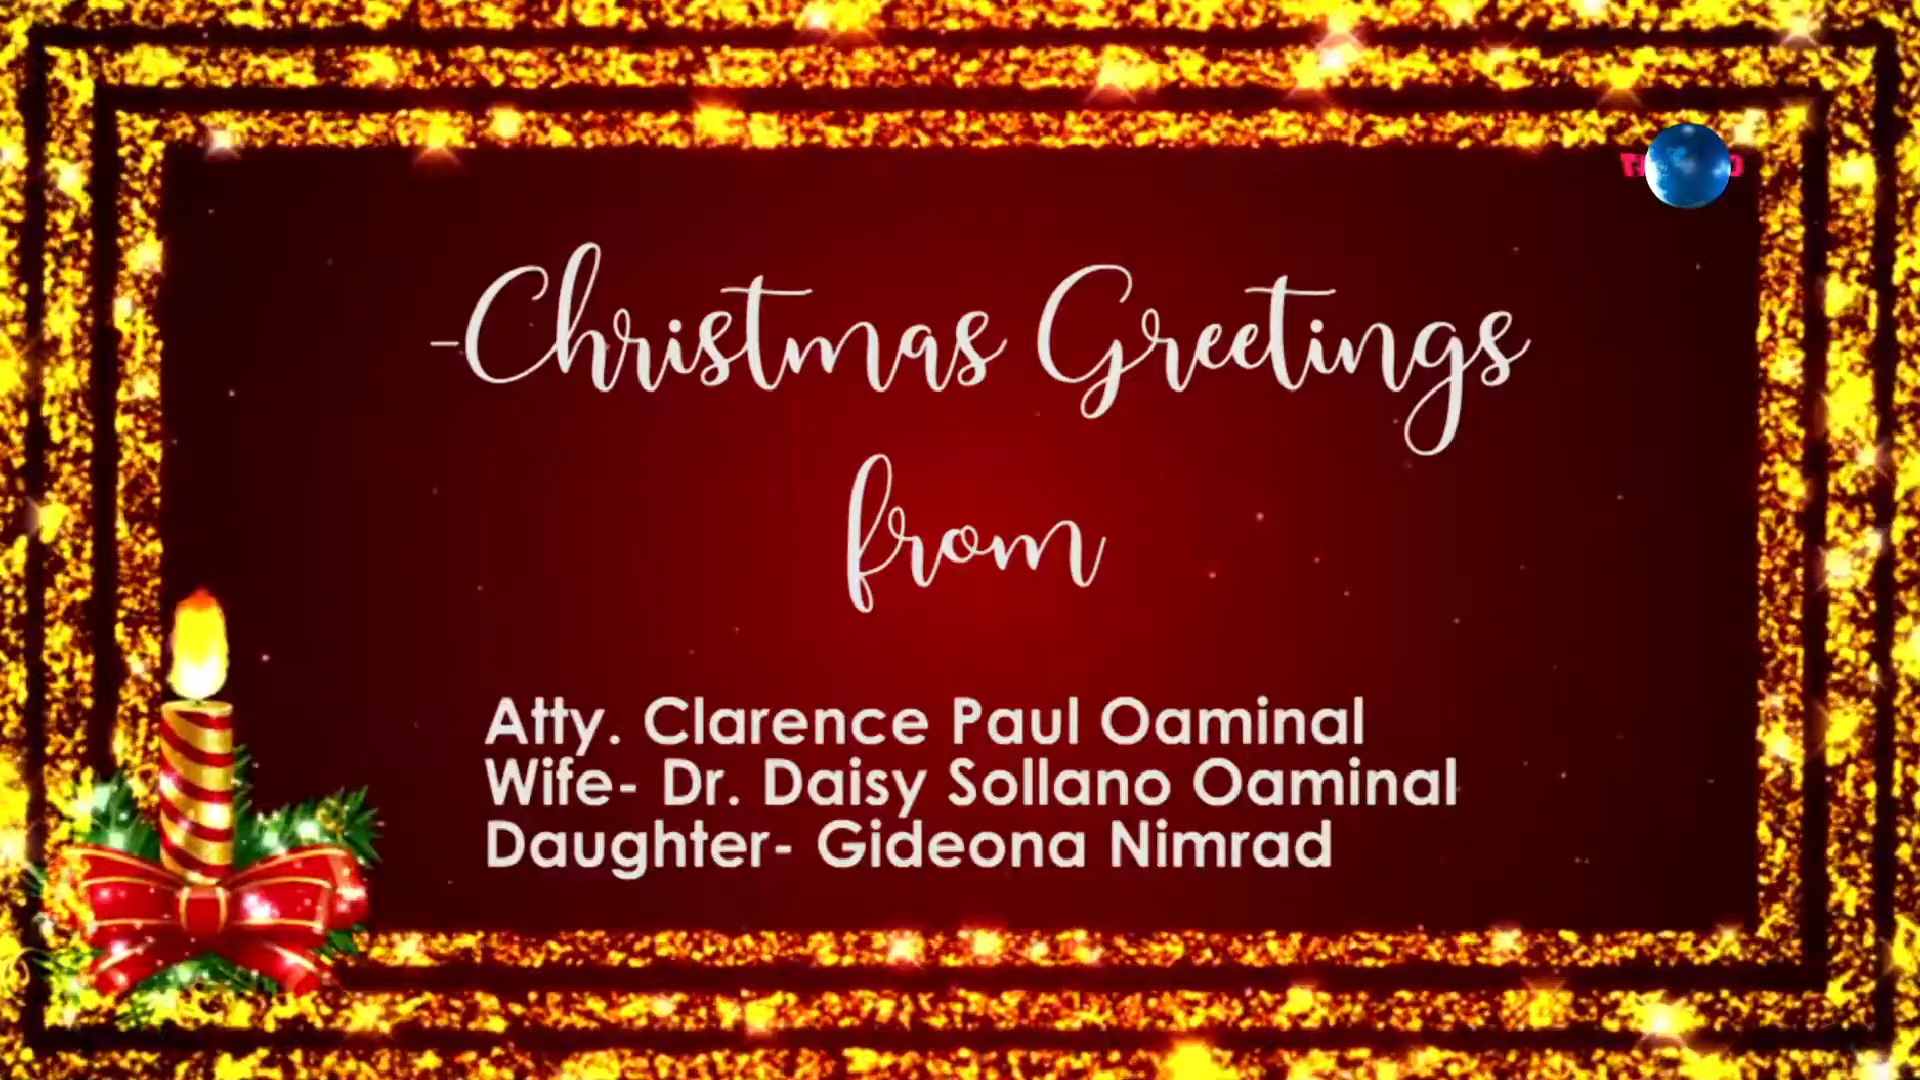 -Christmas Greetings
from
Atty. Clarence Paul Oaminal
Wife- Dr. Daisy Sollano Oaminal
Daughter- Gideona Nimrad